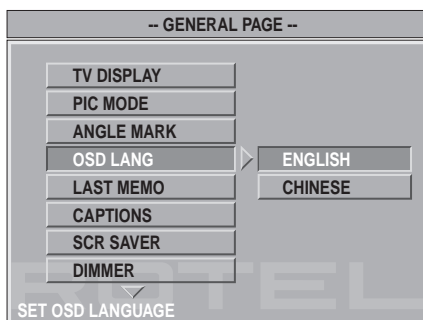 -- GENERAL PAGE --
TV DISPLAY
PIC MODE
ANGLE MARK
OSD LANG
ENGLISH
LAST MEMO
CHINESE
CAPTIONS
SCR SAVER
DIMMER
ROTEL
SET OSD LANGUAGE